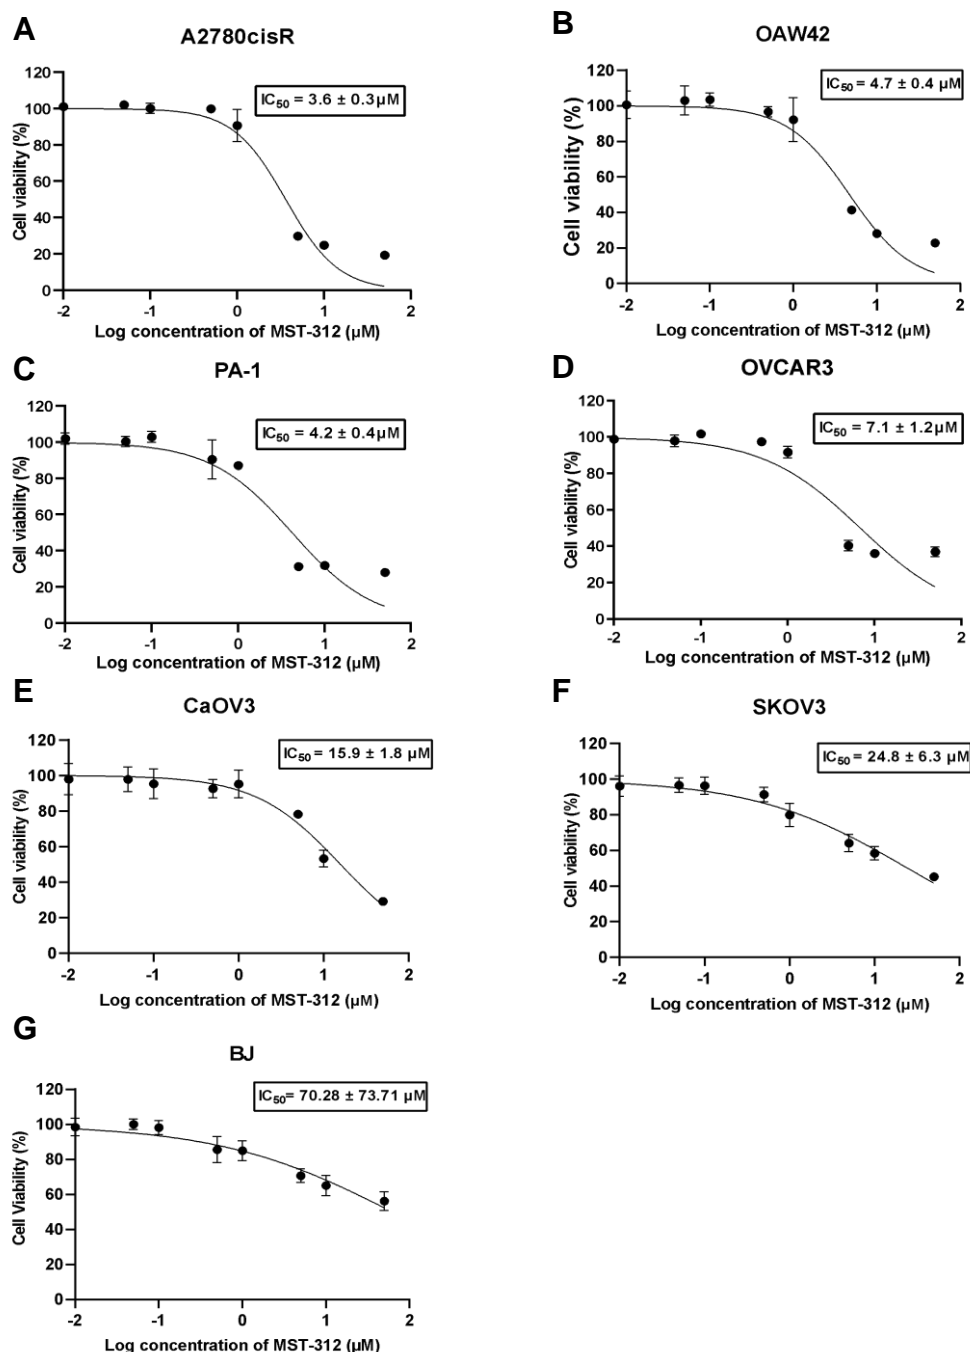 A
A2780cisR
IC50 = 3.6 ± 0.3µM
Cell viability (%)
120
100
80
60
40
20
0
-2 -1 0 1 2
Log concentration of MST-312 (µM)
B
OAW42
IC50 = 4.7 ± 0.4 µM
Cell viability (%)
120
100
80
60
40
20
0
-2 -1 0 1 2
Log concentration of MST-312 (µM)
C
PA-1
IC50 = 4.2 ± 0.4µM
Cell viability (%)
120
100
80
60
40
20
0
-2 -1 0 1 2
Log concentration of MST-312 (µM)
D
OVCAR3
IC50 = 7.1 ± 1.2µM
Cell viability (%)
120
100
80
60
40
20
0
-2 -1 0 1 2
Log concentration of MST-312 (µM)
E
CaOV3
IC50 = 15.9 ± 1.8 µM
Cell viability (%)
120
100
80
60
40
20
0
-2 -1 0 1 2
Log concentration of MST-312 (µM)
F
SKOV3
IC50 = 24.8 ± 6.3 µM
Cell viability (%)
120
100
80
60
40
20
0
-2 -1 0 1 2
Log concentration of MST-312 (µM)
G
BJ
IC50= 70.28 ± 73.71 µM
Cell Viability (%)
120
100
80
60
40
20
0
-2 -1 0 1 2
Log concentration of MST-312 (µM)